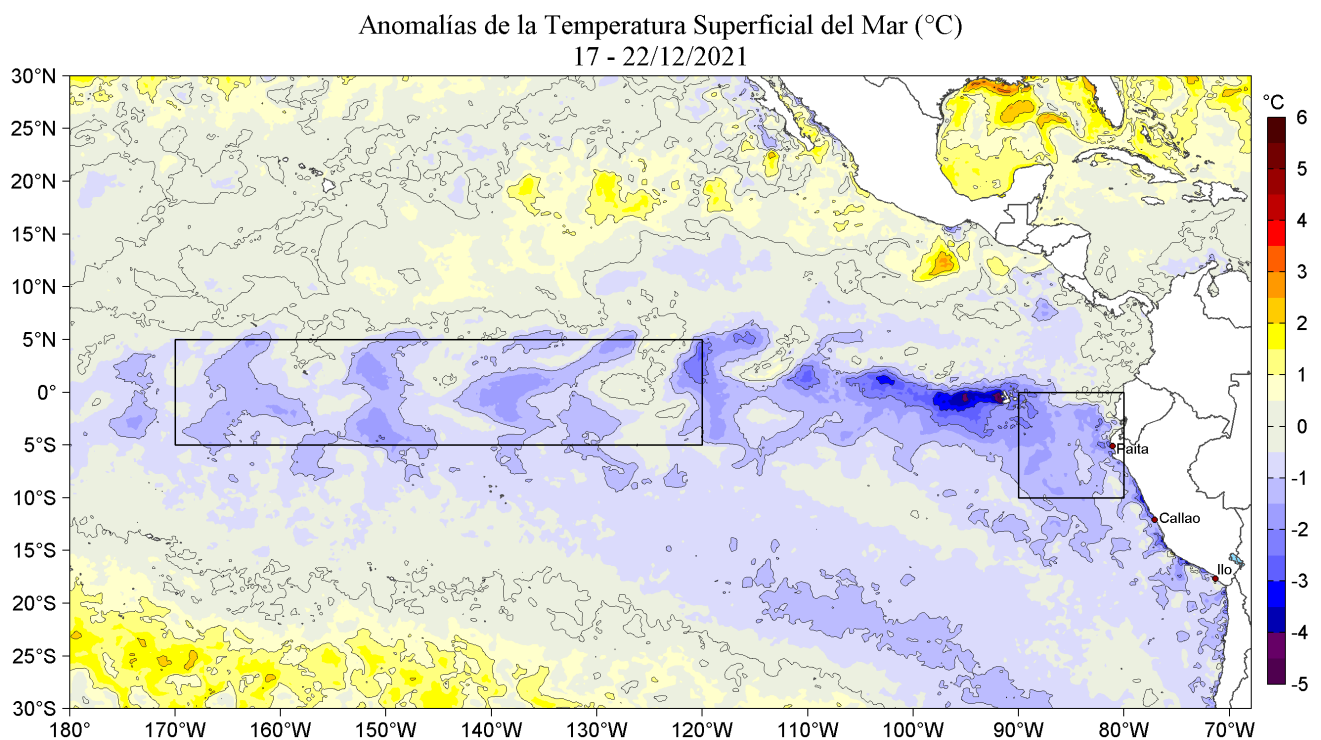 Anomalías de la Temperatura Superficial del Mar (°C)
17 - 22/12/2021
30°N
25°N
20°N
15°N
10°N
5°N
0°
5°S
10°S
15°S
20°S
25°S
30°S
180°
170°W
160°W
150°W
140°W
130°W
120°W
110°W
100°W
90°W
80°W
70°W
Paita
Callao
Ilo
°C
6
5
4
3
2
1
0
-1
-2
-3
-4
-5